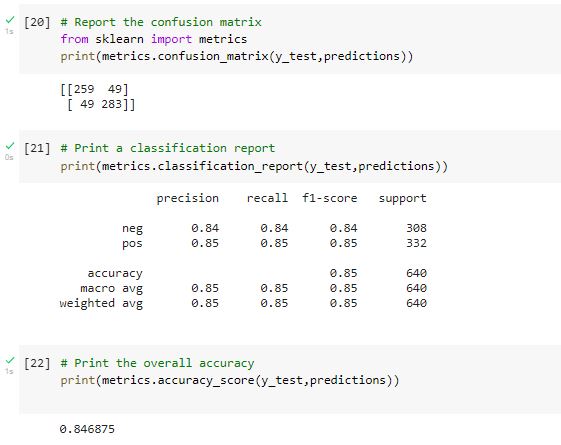 [20] # Report the confusion matrix
1s
from sklearn import metrics
print(metrics.confusion_matrix(y_test,predictions))
[[259  49]
 [ 49 283]]
[21] # Print a classification report
0s
print(metrics.classification_report(y_test,predictions))
precision recall f1-score support
neg 0.84 0.84 0.84 308
pos 0.85 0.85 0.85 332
accuracy 0.85 640
macro avg 0.85 0.85 0.85 640
weighted avg 0.85 0.85 0.85 640
[22] # Print the overall accuracy
1s
print(metrics.accuracy_score(y_test,predictions))
0.846875